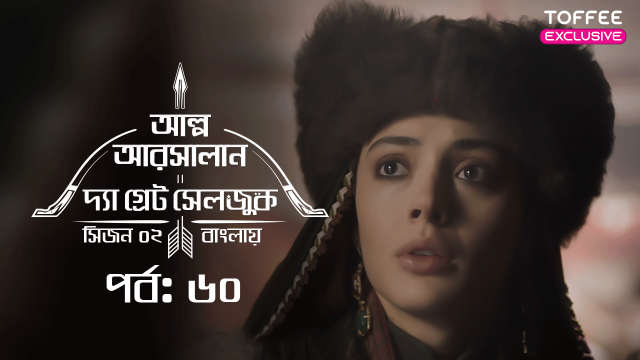 TOFFEE
EXCLUSIVE
আল্প
আরসালান
দ্যা গ্রেট সেলজুক
সিজন ০২ বাংলায়
পর্ব: ৬০